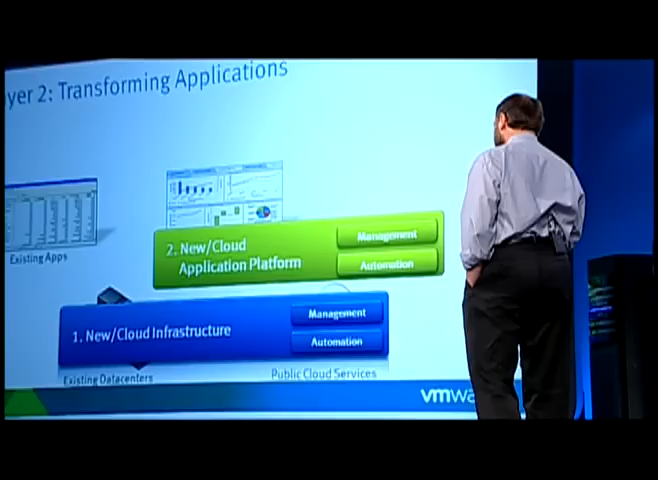 yer 2: Transforming Applications
Existing Apps
2. New/Cloud
Application Platform
Management
Automation
1. New/Cloud Infrastructure
Management
Automation
Existing Datacenters
Public Cloud Services
vmwa